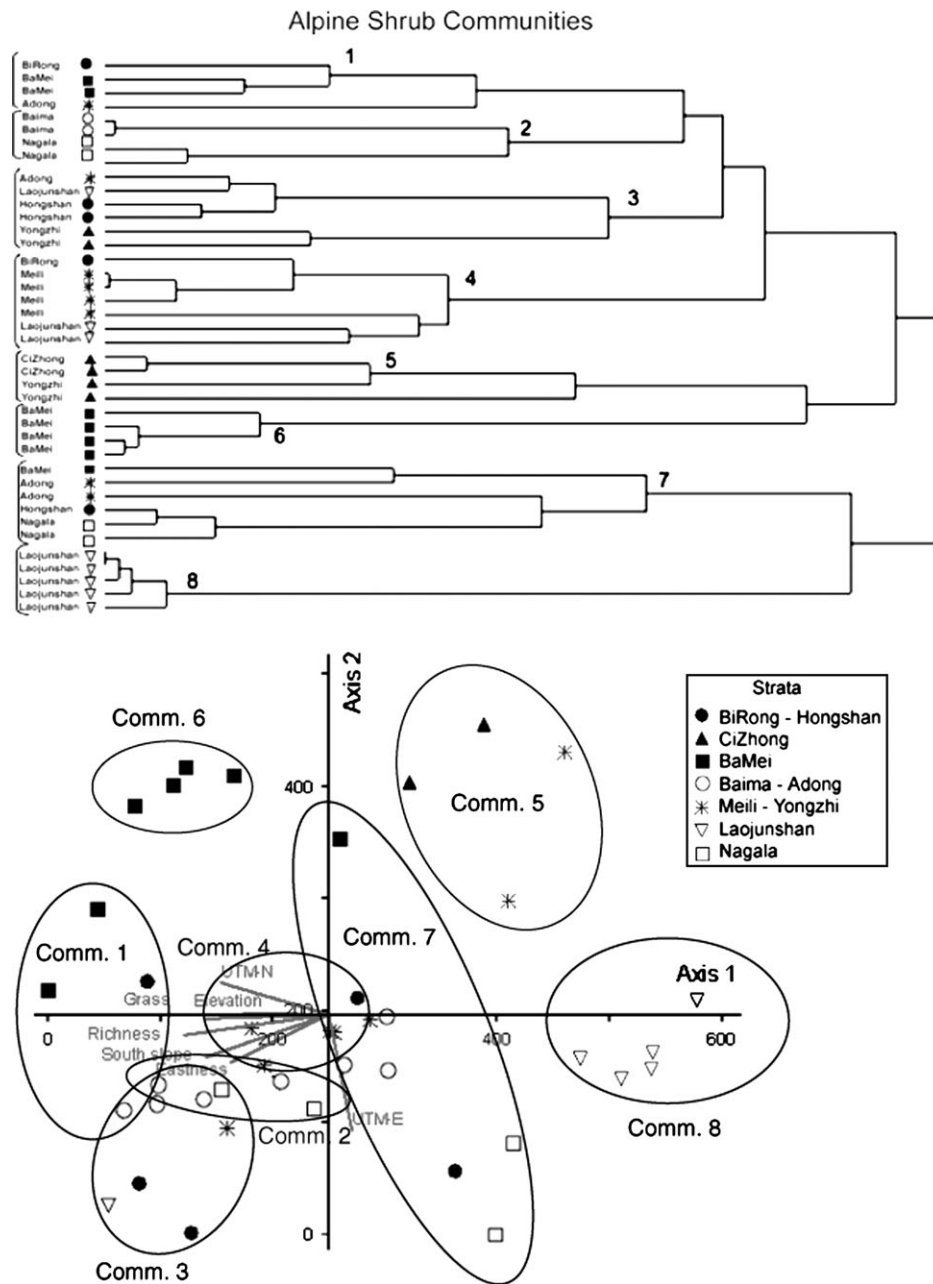 Alpine Shrub Communities
1
BiRong
BaMei
BaMei
Adong
Baima
Baima
Nagala
Nagala
2
Adong
Laojunshan
Hongshan
Hongshan
Yongzhi
Yongzhi
3
BiRong
Meili
Meili
Meili
Meili
Laojunshan
Laojunshan
4
CiZhong
CiZhong
Yongzhi
Yongzhi
5
BaMei
BaMei
BaMei
BaMei
6
BaMei
Adong
Adong
Hongshan
Nagala
Nagala
7
Laojunshan
Laojunshan
Laojunshan
Laojunshan
Laojunshan
8
Axis 2
Strata
BiRong - Hongshan
CiZhong
BaMei
Baima - Adong
Meili - Yongzhi
Laojunshan
Nagala
Comm. 6
400
Comm. 5
Comm. 1
Comm. 4
Comm. 7
UTM-N
Axis 1
Grass
Elevation
200
0
200
400
600
Richness
South slope
Eastness
UTM-E
Comm. 2
Comm. 8
0
Comm. 3